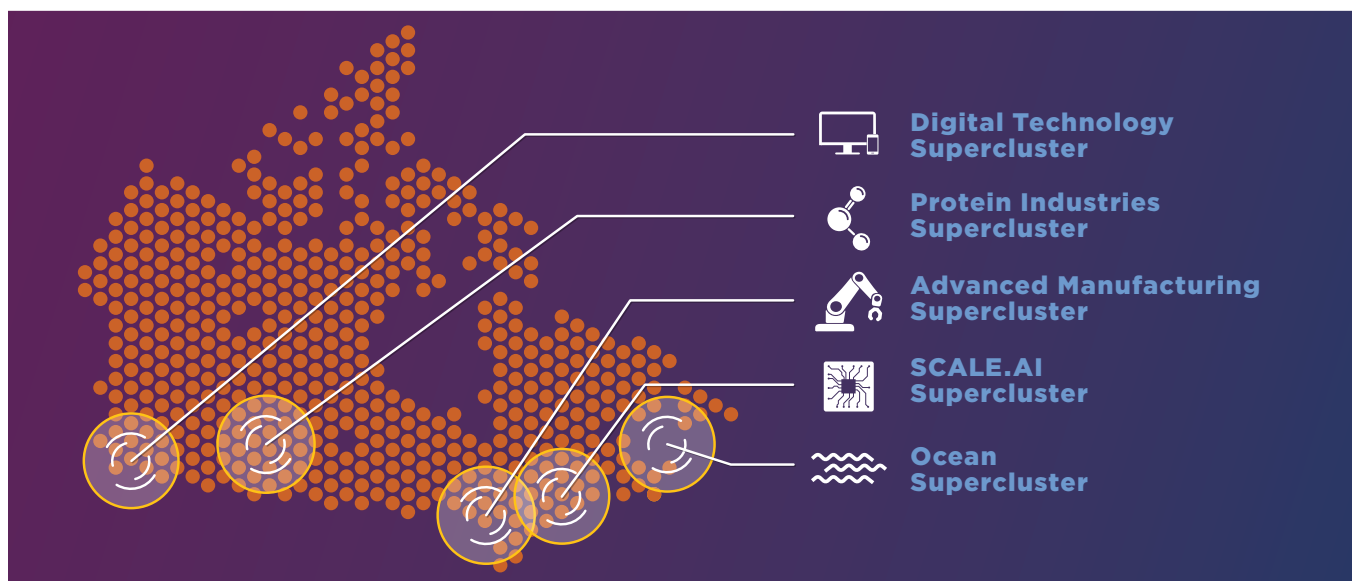 Digital Technology
Supercluster
Protein Industries
Supercluster
Advanced Manufacturing
Supercluster
SCALE.AI
Supercluster
Ocean
Supercluster